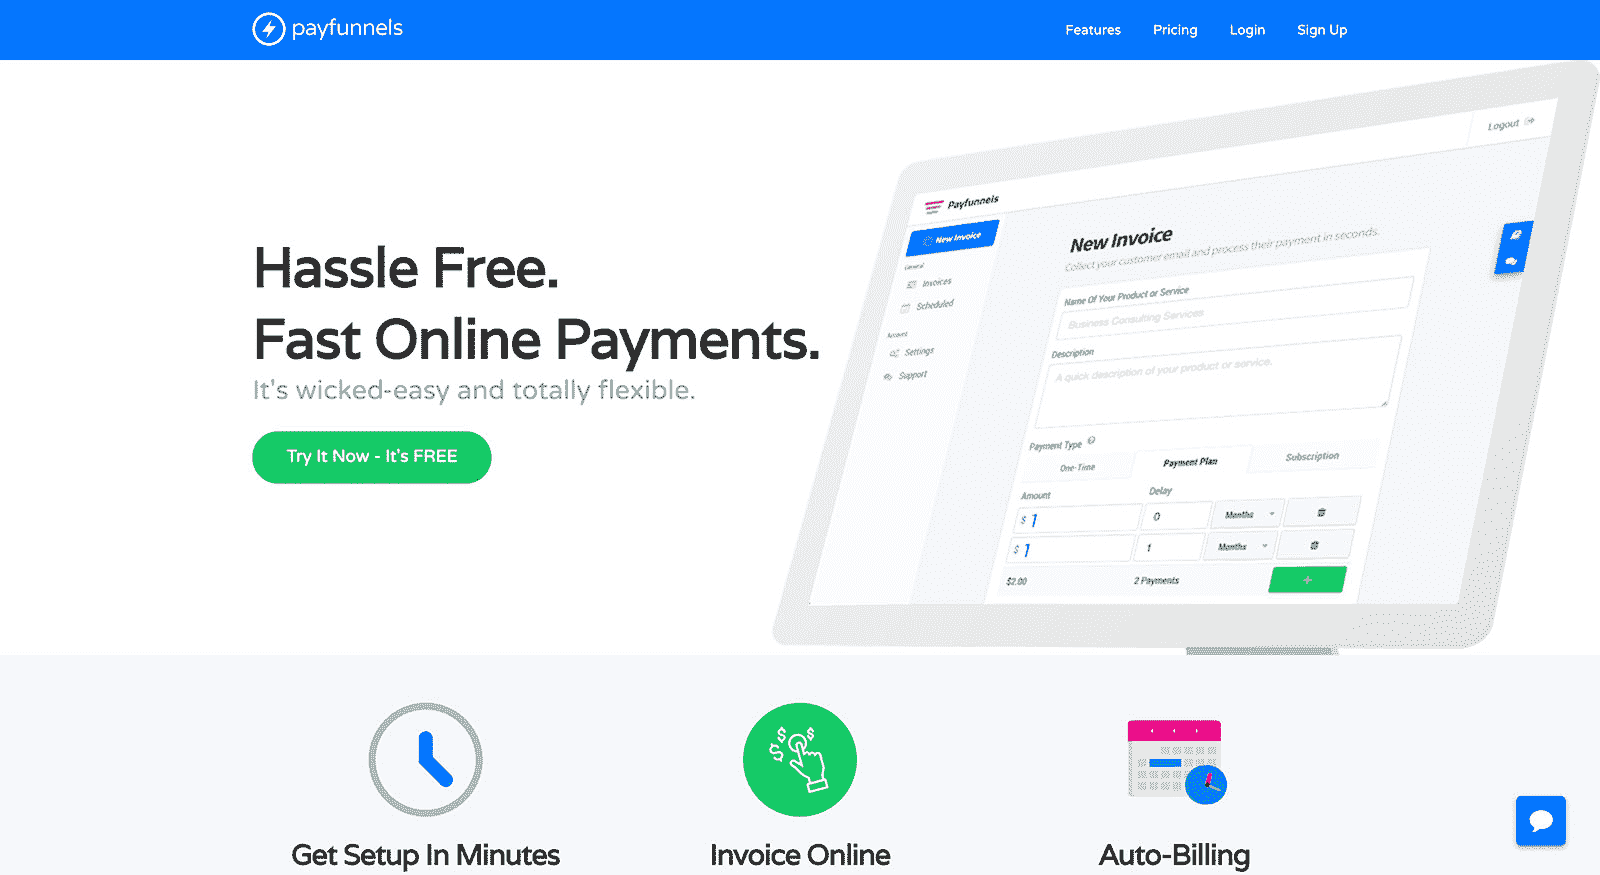 payfunnels
Features
Pricing
Login
Sign Up
Hassle Free.
Fast Online Payments.
It's wicked-easy and totally flexible.
Try It Now - It's FREE
Logout
Payfunnels
New Invoice
General
Invoices
Scheduled
Account
Settings
Support
New Invoice
Collect your customer email and process their payment in seconds.
Name Of Your Product or Service
Business Consulting Services
Description
A quick description of your product or service.
Payment Type
One-Time
Payment Plan
Subscription
Amount
Delay
$ 1
0
Months
$ 1
1
Months
$2.00
2 Payments
+
Get Setup In Minutes
Invoice Online
Auto-Billing